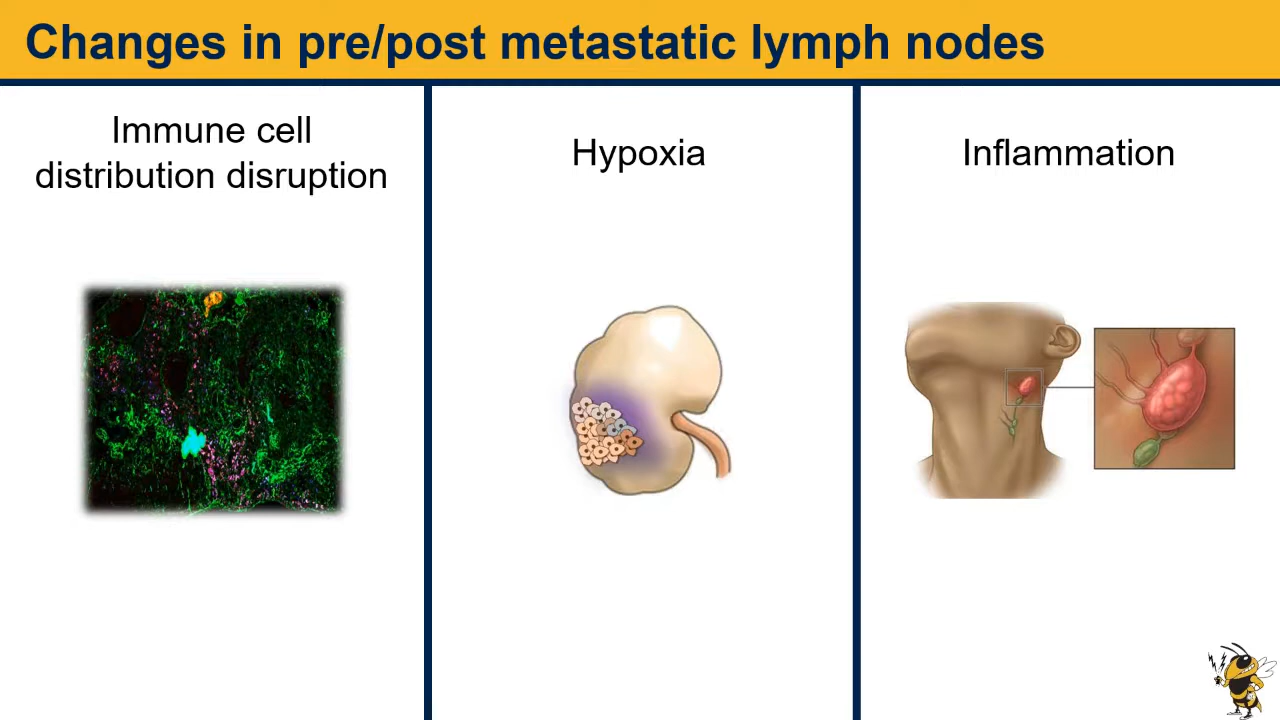 Changes in pre/post metastatic lymph nodes
Immune cell
distribution disruption
Hypoxia
Inflammation